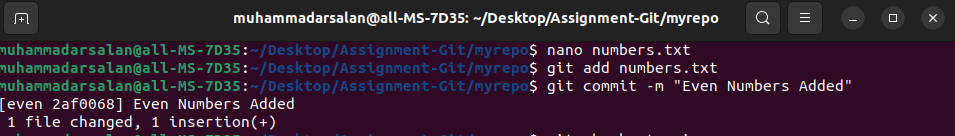 muhammadarsalan@all-MS-7D35: ~/Desktop/Assignment-Git/myrepo
muhammadarsalan@all-MS-7D35:~/Desktop/Assignment-Git/myrepo$ nano numbers.txt
muhammadarsalan@all-MS-7D35:~/Desktop/Assignment-Git/myrepo$ git add numbers.txt
muhammadarsalan@all-MS-7D35:~/Desktop/Assignment-Git/myrepo$ git commit -m "Even Numbers Added"
[even 2af0068] Even Numbers Added
 1 file changed, 1 insertion(+)